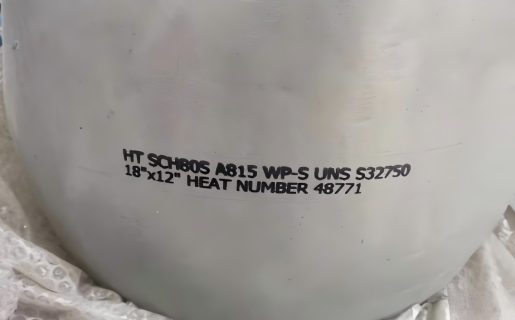 HT SCH80S A815 WP-S UNS S32750
18"x12" HEAT NUMBER 48771